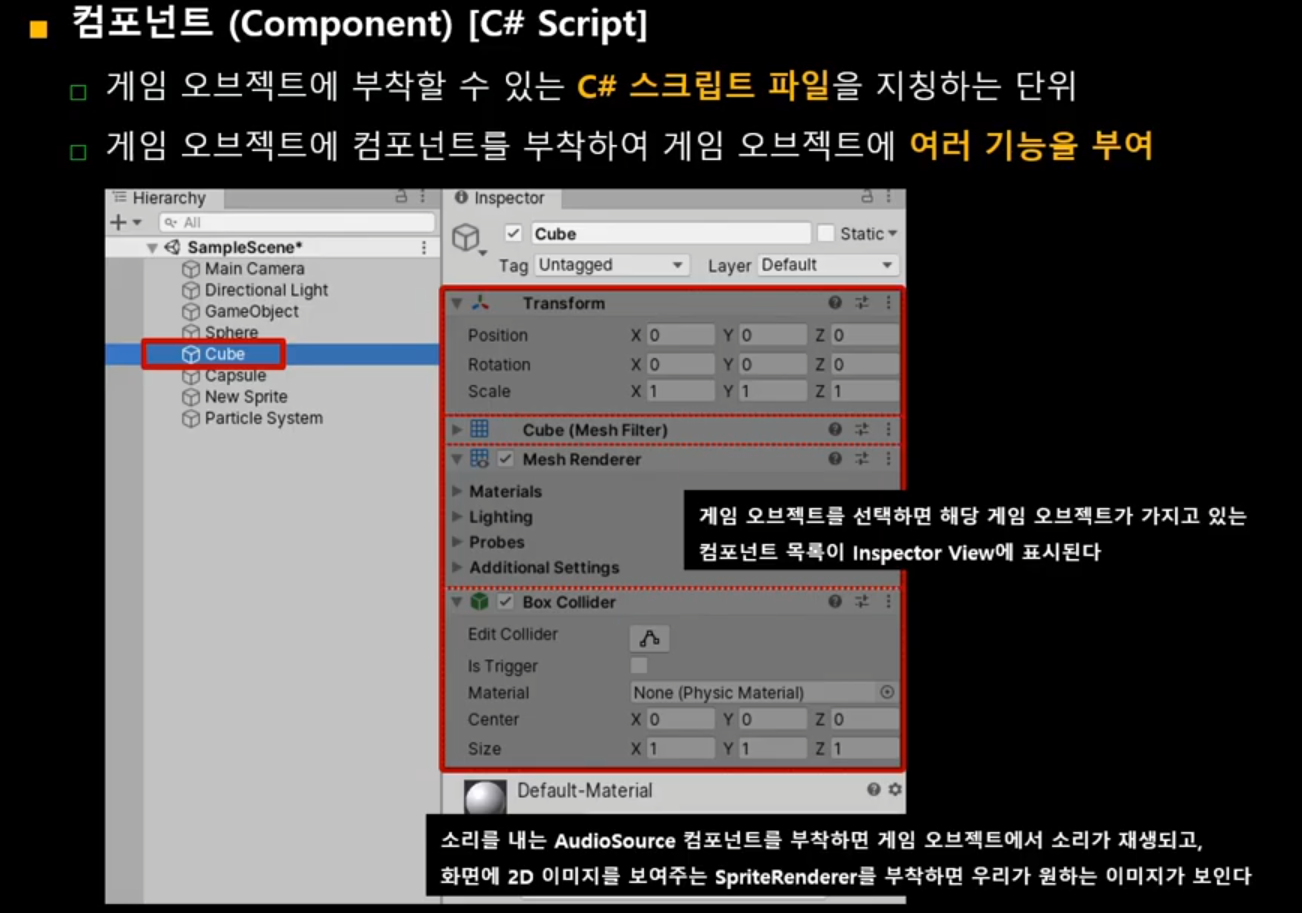 컴포넌트 (Component) [C# Script]
게임 오브젝트에 부착할 수 있는 C# 스크립트 파일을 지칭하는 단위
게임 오브젝트에 컴포넌트를 부착하여 게임 오브젝트에 여러 기능을 부여
Hierarchy
All
SampleScene*
Main Camera
Directional Light
GameObject
Sphere
Cube
Capsule
New Sprite
Particle System
Inspector
Cube Static
Tag Untagged Layer Default
Transform
Position X 0 Y 0 Z 0
Rotation X 0 Y 0 Z 0
Scale X 1 Y 1 Z 1
Cube (Mesh Filter)
Mesh Renderer
Materials
Lighting
Probes
Additional Settings
게임 오브젝트를 선택하면 해당 게임 오브젝트가 가지고 있는
컴포넌트 목록이 Inspector View에 표시된다
Box Collider
Edit Collider
Is Trigger
Material None (Physic Material)
Center X 0 Y 0 Z 0
Size X 1 Y 1 Z 1
Default-Material
소리를 내는 AudioSource 컴포넌트를 부착하면 게임 오브젝트에서 소리가 재생되고,
화면에 2D 이미지를 보여주는 SpriteRenderer를 부착하면 우리가 원하는 이미지가 보인다